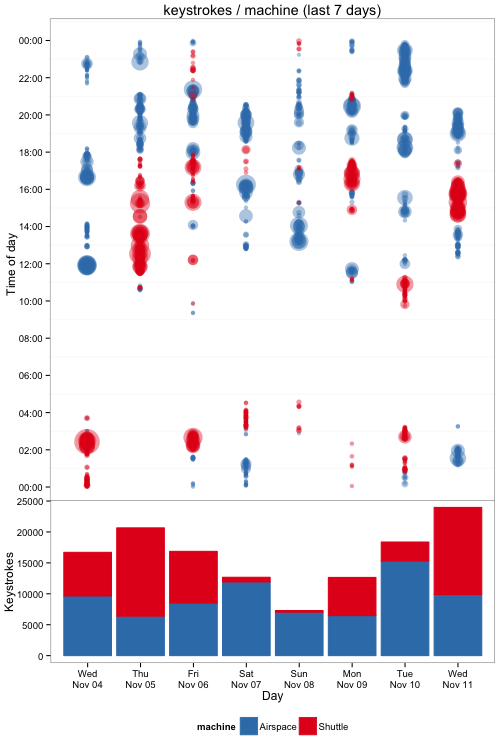 keystrokes / machine (last 7 days)
Time of day
00:00
22:00
20:00
18:00
16:00
14:00
12:00
10:00
08:00
06:00
04:00
02:00
00:00
Keystrokes
25000
20000
15000
10000
5000
0
Wed Thu Fri Sat Sun Mon Tue Wed
Nov 04 Nov 05 Nov 06 Nov 07 Nov 08 Nov 09 Nov 10 Nov 11
Day
machine Airspace Shuttle